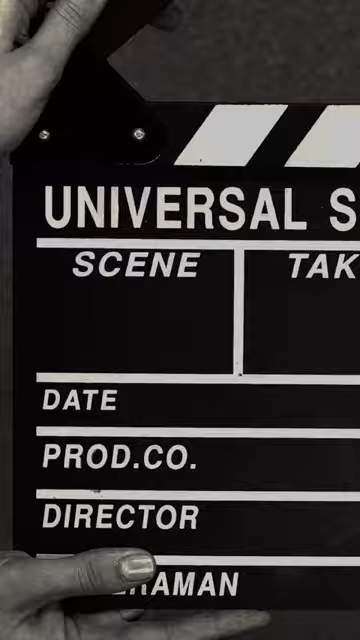 UNIVERSAL S
SCENE TAK
DATE
PROD.CO.
DIRECTOR
ERAMAN